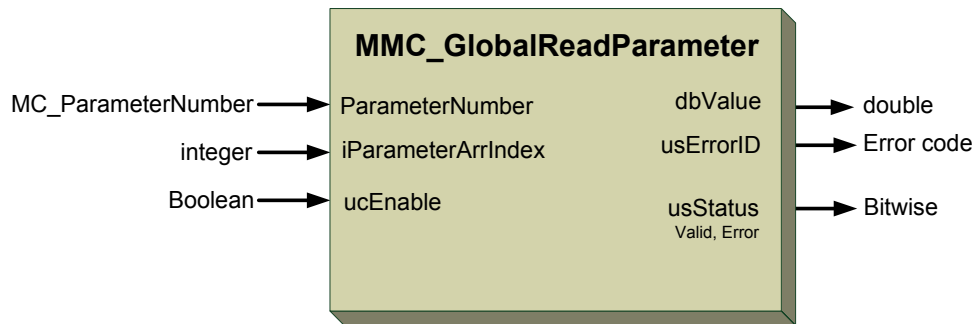 MMC_GlobalReadParameter
MC_ParameterNumber
ParameterNumber
dbValue
double
integer
iParameterArrIndex
usErrorID
Error code
Boolean
ucEnable
usStatus
Valid, Error
Bitwise